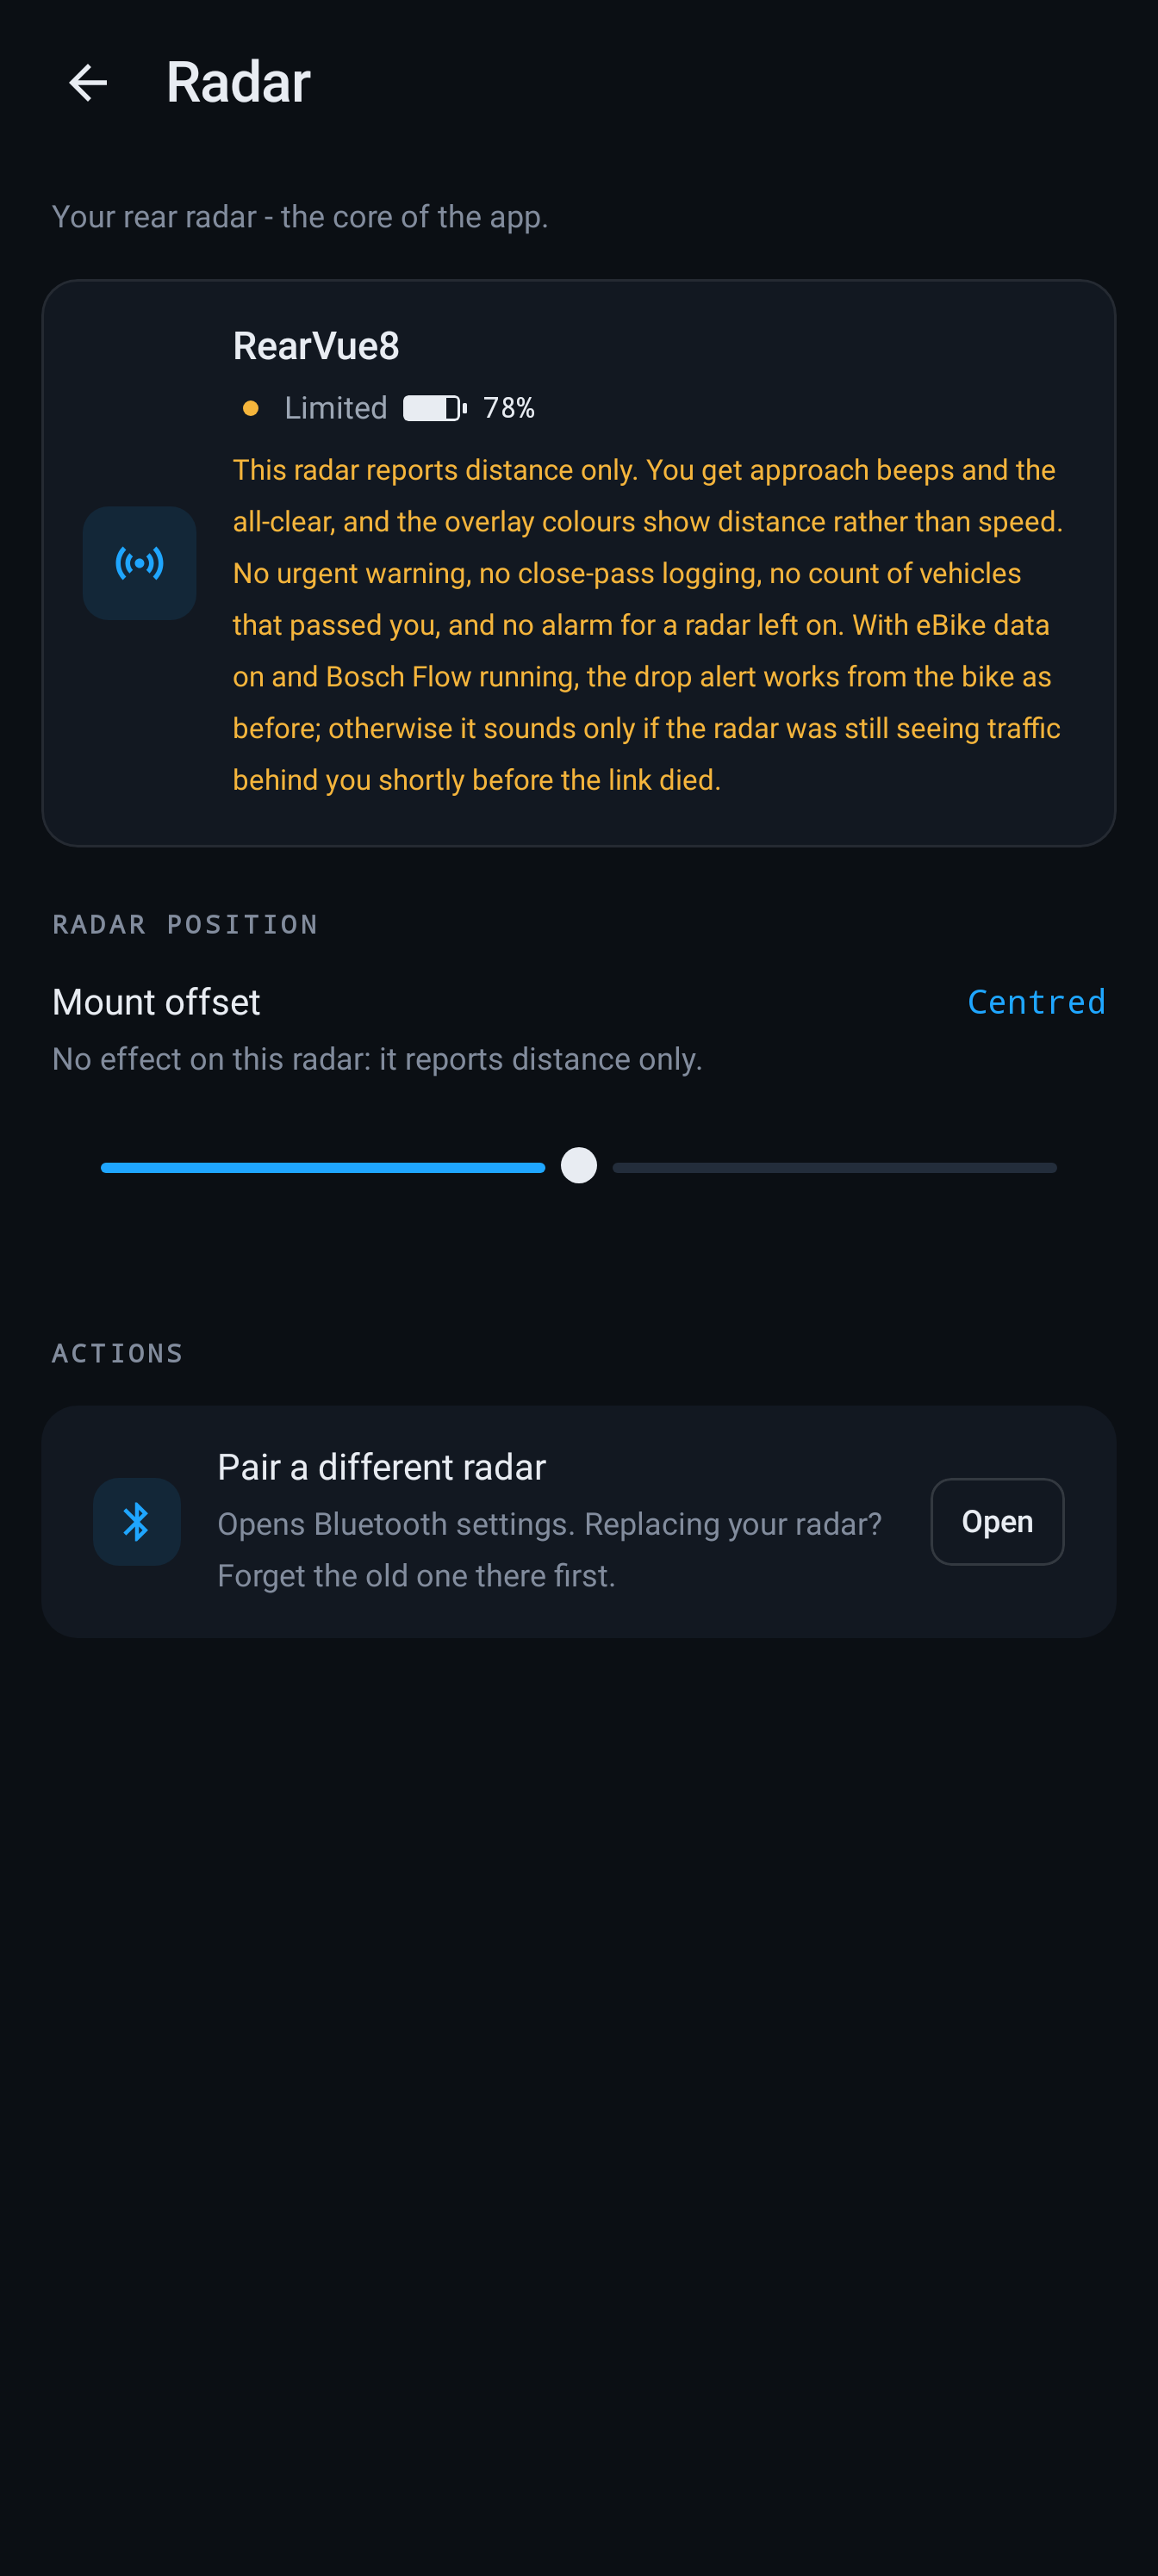 Radar
Your rear radar - the core of the app.
RearVue8
Limited 78%
This radar reports distance only. You get approach beeps and the
all-clear, and the overlay colours show distance rather than speed.
No urgent warning, no close-pass logging, no count of vehicles
that passed you, and no alarm for a radar left on. With eBike data
on and Bosch Flow running, the drop alert works from the bike as
before; otherwise it sounds only if the radar was still seeing traffic
behind you shortly before the link died.
RADAR POSITION
Mount offset Centred
No effect on this radar: it reports distance only.
ACTIONS
Pair a different radar
Opens Bluetooth settings. Replacing your radar?
Forget the old one there first.
Open